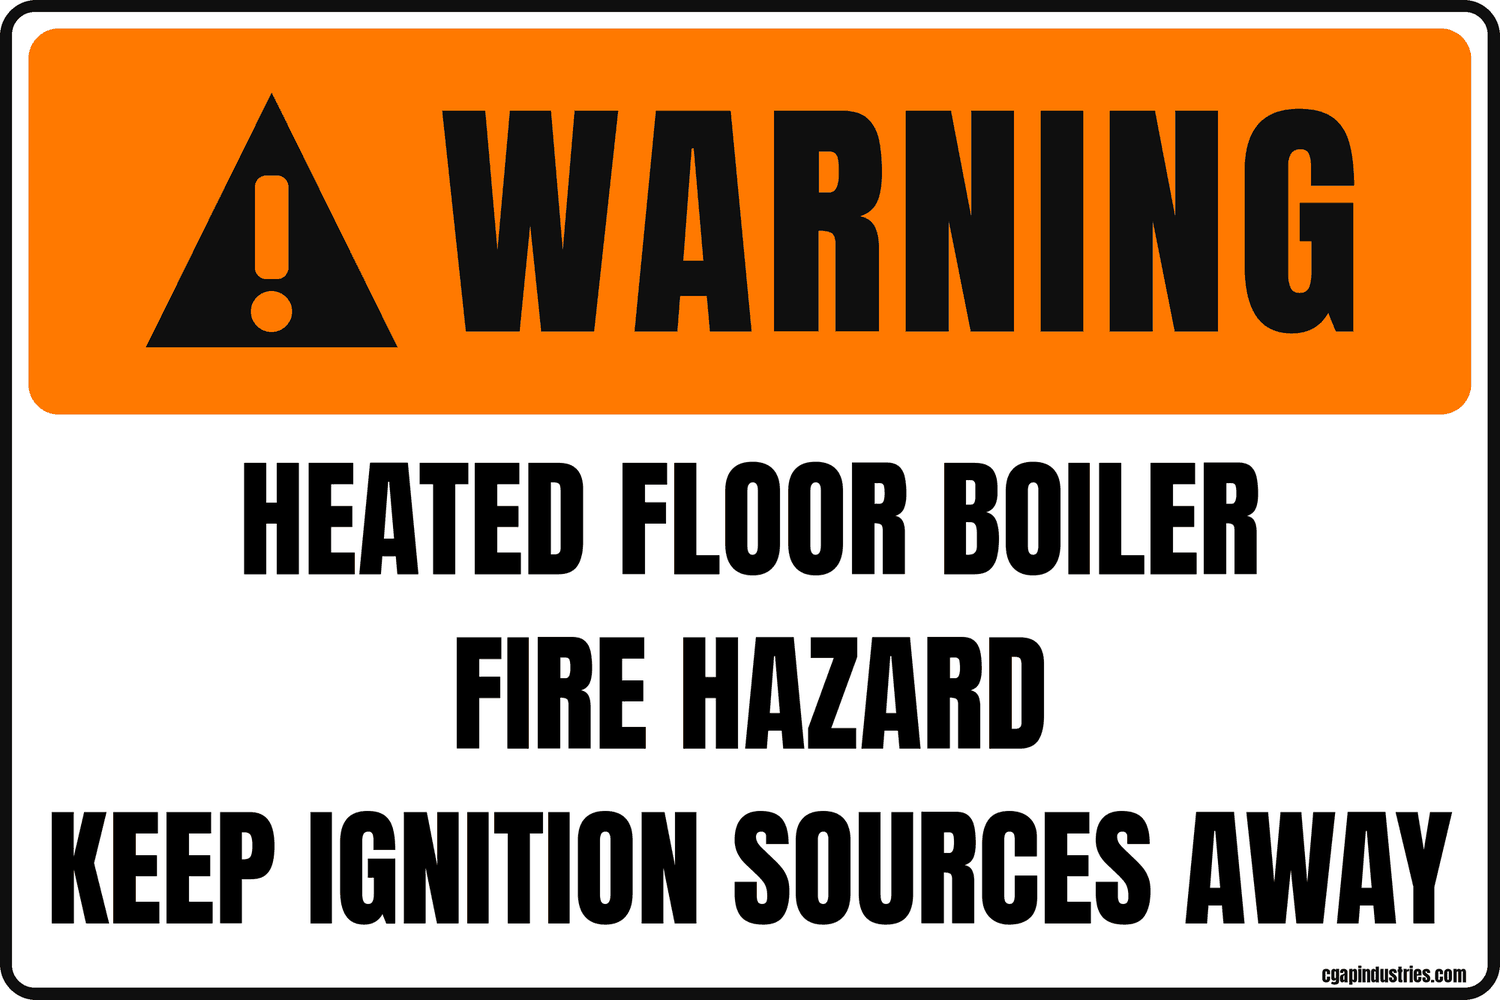 WARNING
HEATED FLOOR BOILER
FIRE HAZARD
KEEP IGNITION SOURCES AWAY
cgapindustries.com